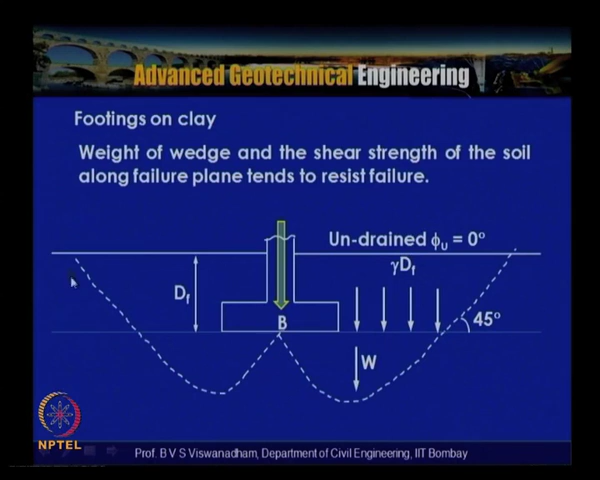 Advanced Geotechnical Engineering
Footings on clay
Weight of wedge and the shear strength of the soil
along failure plane tends to resist failure.
Un-drained ϕu = 0°
γDf
Df
B
45°
W
NPTEL
Prof. B V S Viswanadham, Department of Civil Engineering, IIT Bombay